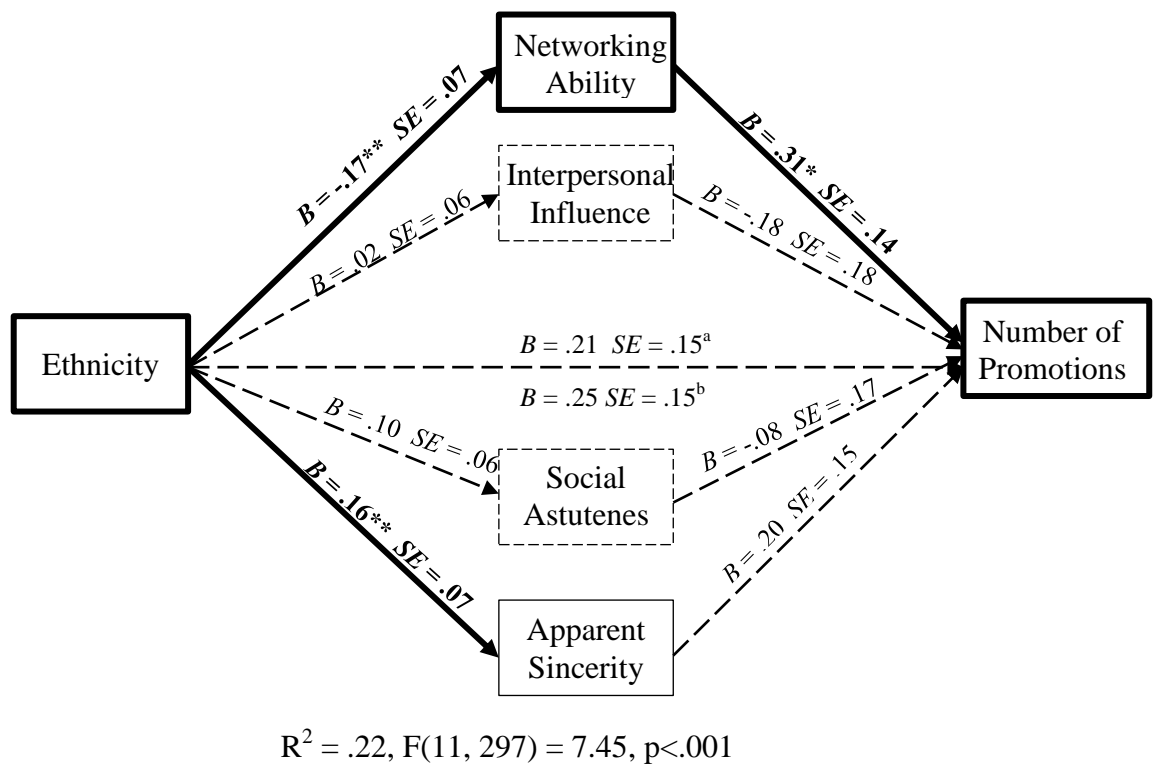 Networking
Ability
B = -.17** SE = .07
B = .31* SE = .14
Interpersonal
Influence
B = .02 SE = .06
B = -.18 SE = .18
Ethnicity
B = .21 SE = .15ᵃ
B = .25 SE = .15ᵇ
Number of
Promotions
B = .10 SE = .06
B = -.08 SE = .17
Social
Astutenes
B = .16** SE = .07
B = .20 SE = .15
Apparent
Sincerity
R² = .22, F(11, 297) = 7.45, p<.001